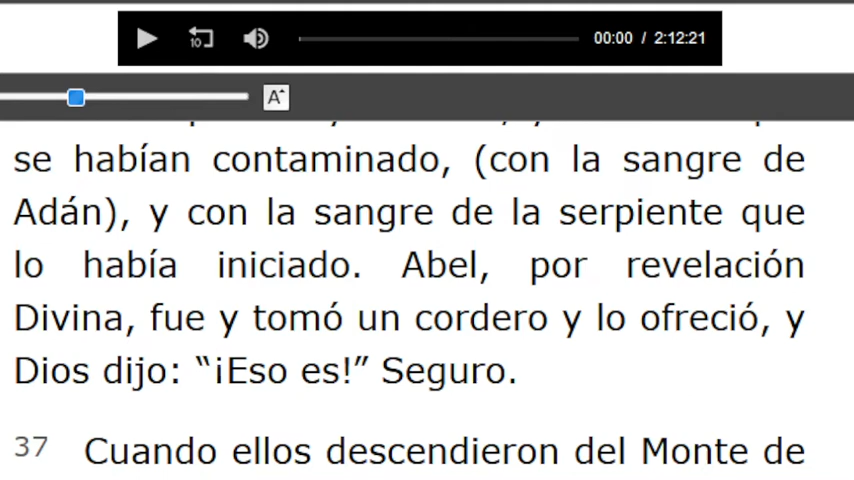 10
00:00 / 2:12:21
A
se habían contaminado, (con la sangre de
Adán), y con la sangre de la serpiente que
lo había iniciado. Abel, por revelación
Divina, fue y tomó un cordero y lo ofreció, y
Dios dijo: “¡Eso es!” Seguro.
37 Cuando ellos descendieron del Monte de